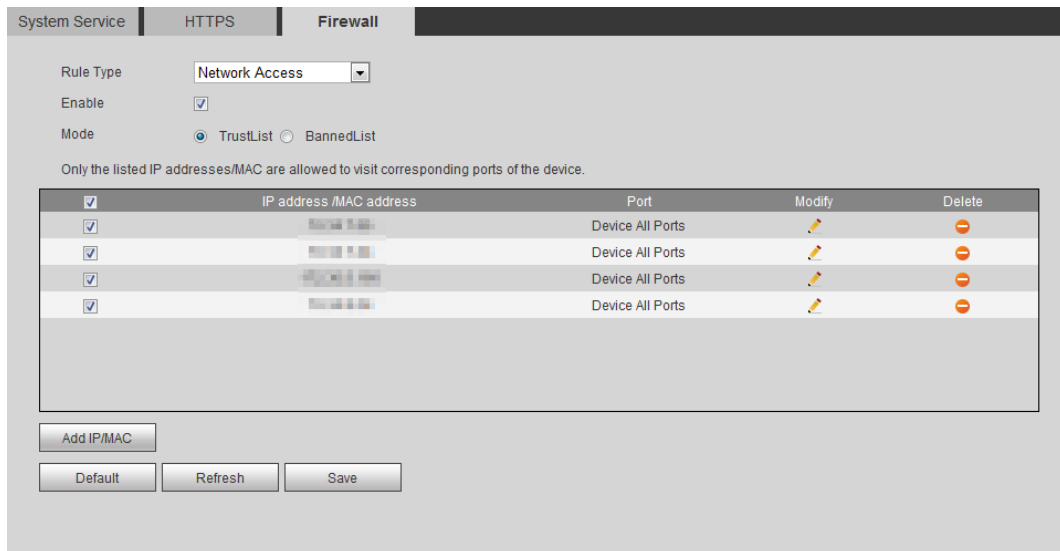 System Service HTTPS Firewall
Rule Type Network Access
Enable
Mode TrustList BannedList
Only the listed IP addresses/MAC are allowed to visit corresponding ports of the device.
IP address /MAC address Port Modify Delete
Device All Ports
Device All Ports
Device All Ports
Device All Ports
Add IP/MAC
Default Refresh Save